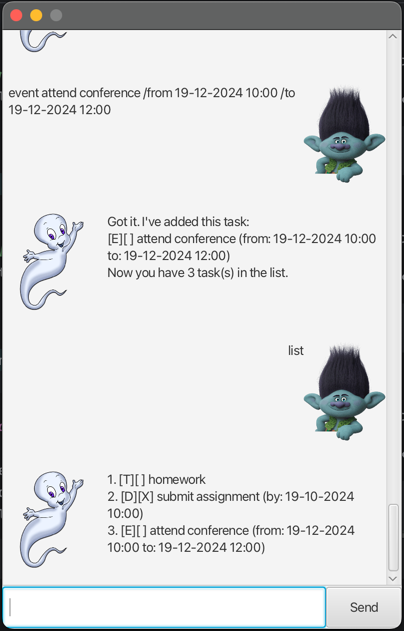 event attend conference /from 19-12-2024 10:00 /to
19-12-2024 12:00
Got it. I've added this task:
[E][ ] attend conference (from: 19-12-2024 10:00
to: 19-12-2024 12:00)
Now you have 3 task(s) in the list.
list
1. [T][ ] homework
2. [D][X] submit assignment (by: 19-10-2024
10:00)
3. [E][ ] attend conference (from: 19-12-2024
10:00 to: 19-12-2024 12:00)
Send